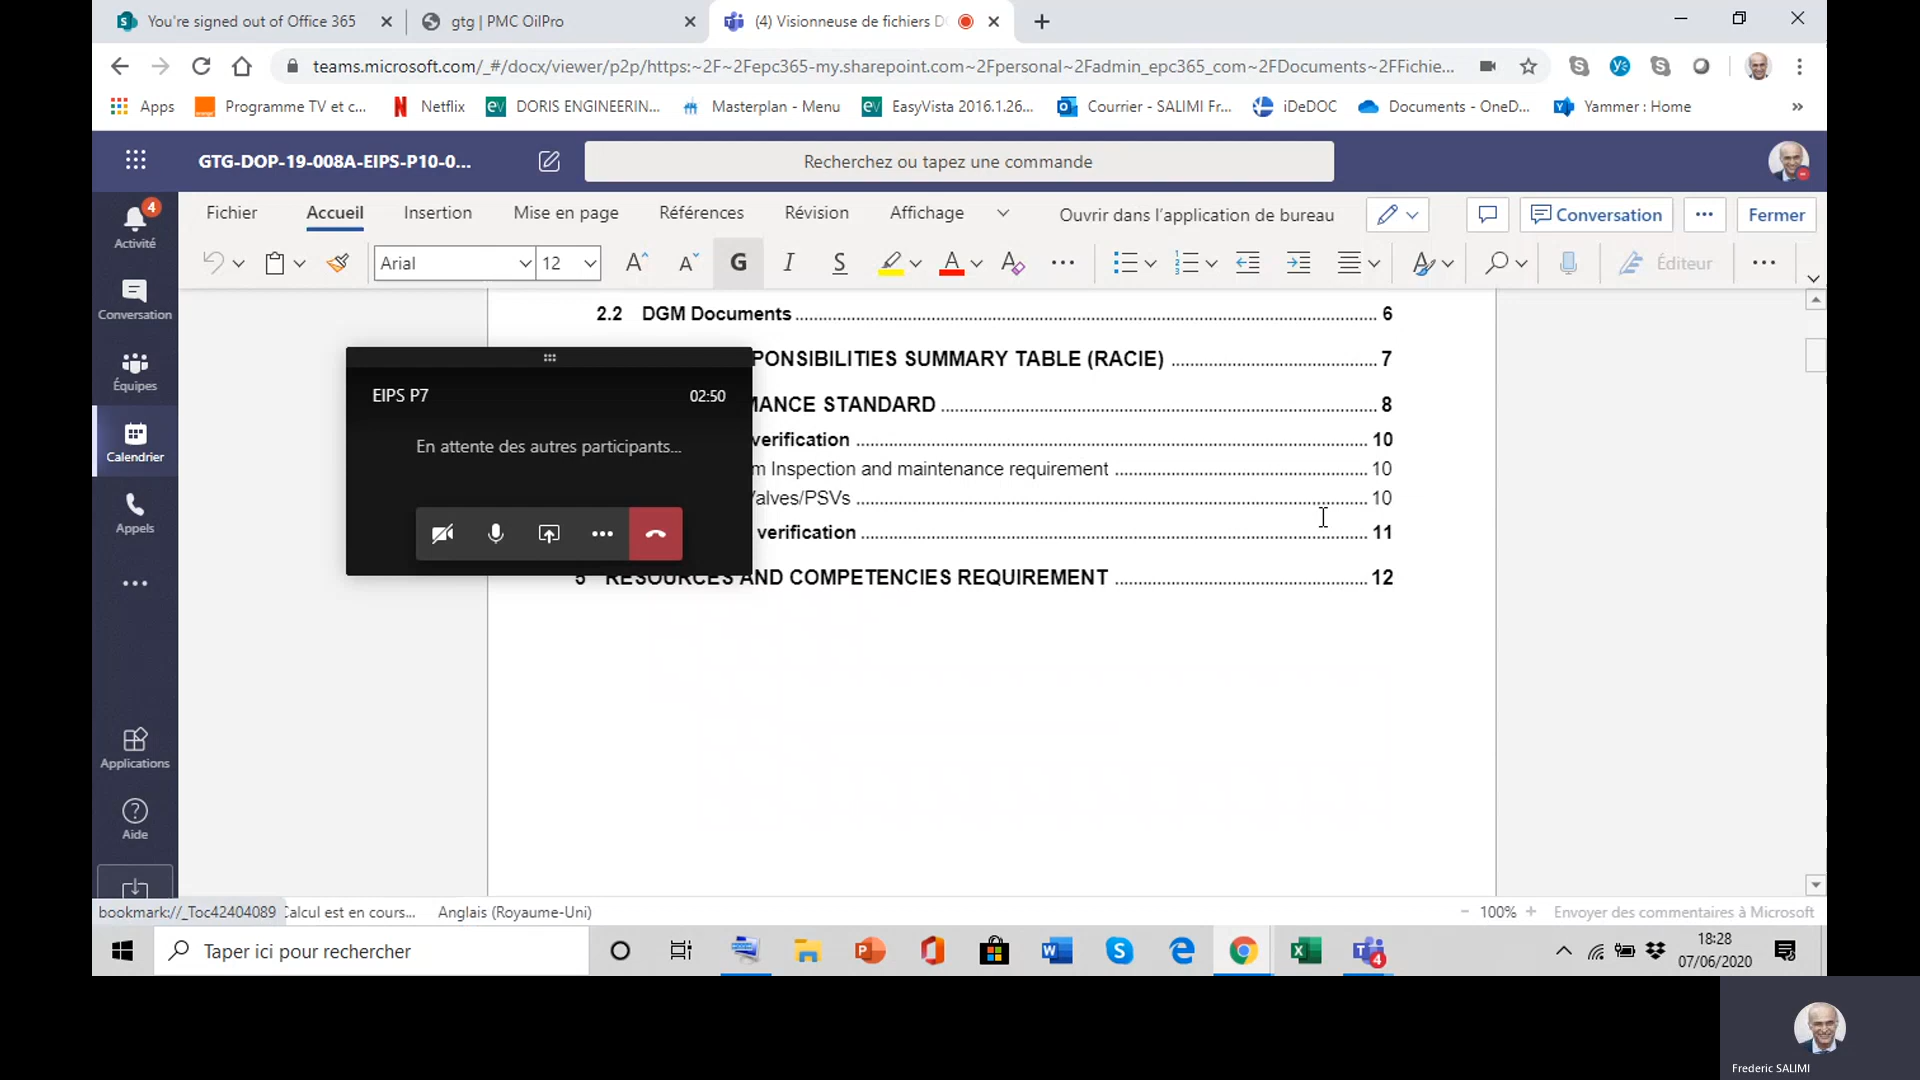 You're signed out of Office 365
gtg | PMC OilPro
(4) Visionneuse de fichiers D
teams.microsoft.com/_#/docx/viewer/p2p/https:~2F~2Fepc365-my.sharepoint.com~2Fpersonal~2Fadmin_epc365_com~2FDocuments~2FFichie...
Apps
Programme TV et c...
Netflix
DORIS ENGINEERIN...
Masterplan - Menu
EasyVista 2016.1.26...
Courrier - SALIMI Fr...
iDeDOC
Documents - OneD...
Yammer : Home
»
GTG-DOP-19-008A-EIPS-P10-0...
Recherchez ou tapez une commande
4
Activité
Conversation
Équipes
Calendrier
Appels
Applications
Aide
Fichier
Accueil
Insertion
Mise en page
Références
Révision
Affichage
Ouvrir dans l'application de bureau
Conversation
Fermer
Arial
12
G
I
S
Éditeur
2.2 DGM Documents 6
PONSIBILITIES SUMMARY TABLE (RACIE) 7
MANCE STANDARD 8
verification 10
m Inspection and maintenance requirement 10
Valves/PSVs 10
verification 11
5 RESOURCES AND COMPETENCIES REQUIREMENT 12
EIPS P7
02:50
En attente des autres participants...
bookmark://_Toc42404089
Calcul est en cours...
Anglais (Royaume-Uni)
- 100% +
Envoyer des commentaires à Microsoft
Taper ici pour rechercher
4
18:28
07/06/2020
Frederic SALIMI